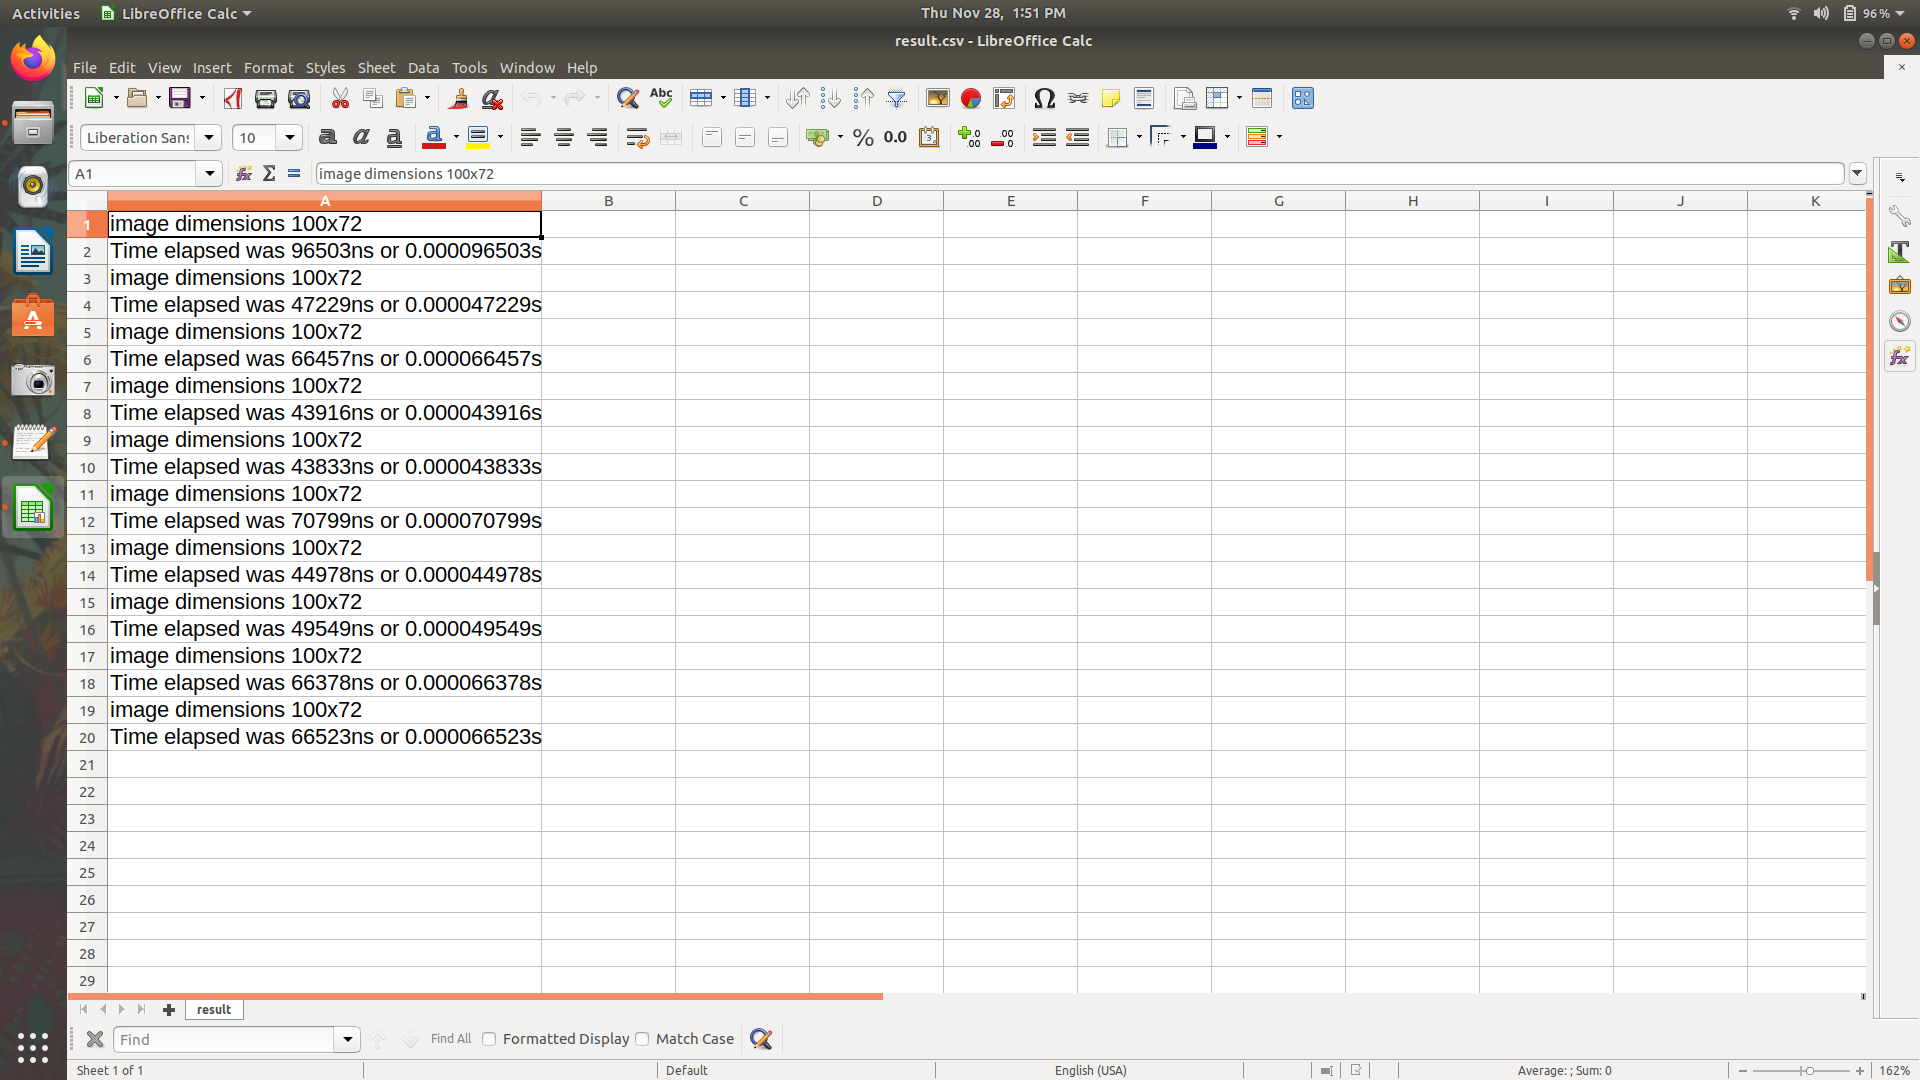 Activities LibreOffice Calc Thu Nov 28, 1:51 PM 96%
result.csv - LibreOffice Calc
File Edit View Insert Format Styles Sheet Data Tools Window Help
Liberation Sans 10
A1 image dimensions 100x72
A B C D E F G H I J K
1 image dimensions 100x72
2 Time elapsed was 96503ns or 0.000096503s
3 image dimensions 100x72
4 Time elapsed was 47229ns or 0.000047229s
5 image dimensions 100x72
6 Time elapsed was 66457ns or 0.000066457s
7 image dimensions 100x72
8 Time elapsed was 43916ns or 0.000043916s
9 image dimensions 100x72
10 Time elapsed was 43833ns or 0.000043833s
11 image dimensions 100x72
12 Time elapsed was 70799ns or 0.000070799s
13 image dimensions 100x72
14 Time elapsed was 44978ns or 0.000044978s
15 image dimensions 100x72
16 Time elapsed was 49549ns or 0.000049549s
17 image dimensions 100x72
18 Time elapsed was 66378ns or 0.000066378s
19 image dimensions 100x72
20 Time elapsed was 66523ns or 0.000066523s
21
22
23
24
25
26
27
28
29
result
Find Find All Formatted Display Match Case
Sheet 1 of 1 Default English (USA) Average: ; Sum: 0 162%